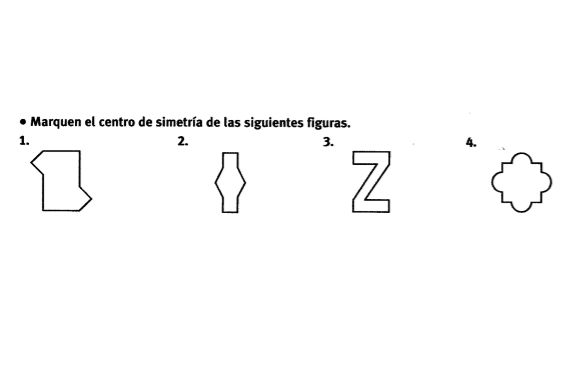 • Marquen el centro de simetría de las siguientes figuras.
1. 2. 3. 4.